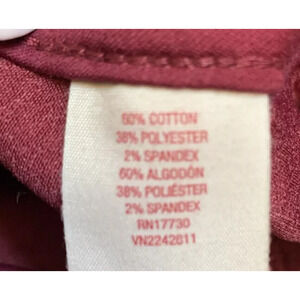 60% COTTON
38% POLYESTER
2% SPANDEX
60% ALGODÓN
38% POLIÉSTER
2% SPANDEX
RN17730
VN2242011